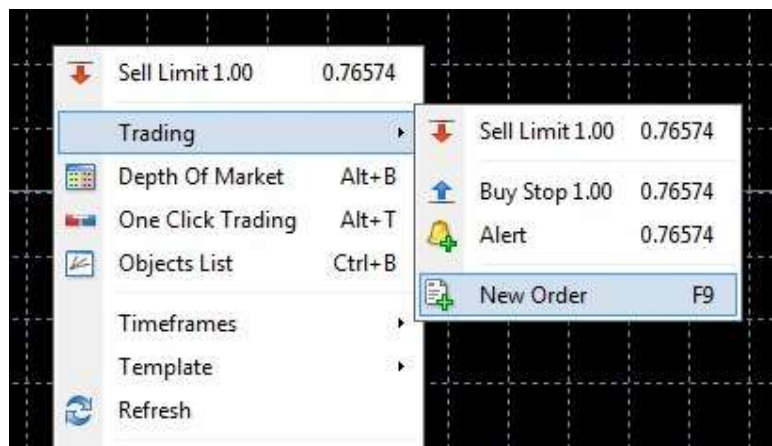 Sell Limit 1.00 0.76574
Trading
Depth Of Market Alt+B
One Click Trading Alt+T
Objects List Ctrl+B
Timeframes
Template
Refresh
Sell Limit 1.00 0.76574
Buy Stop 1.00 0.76574
Alert 0.76574
New Order F9